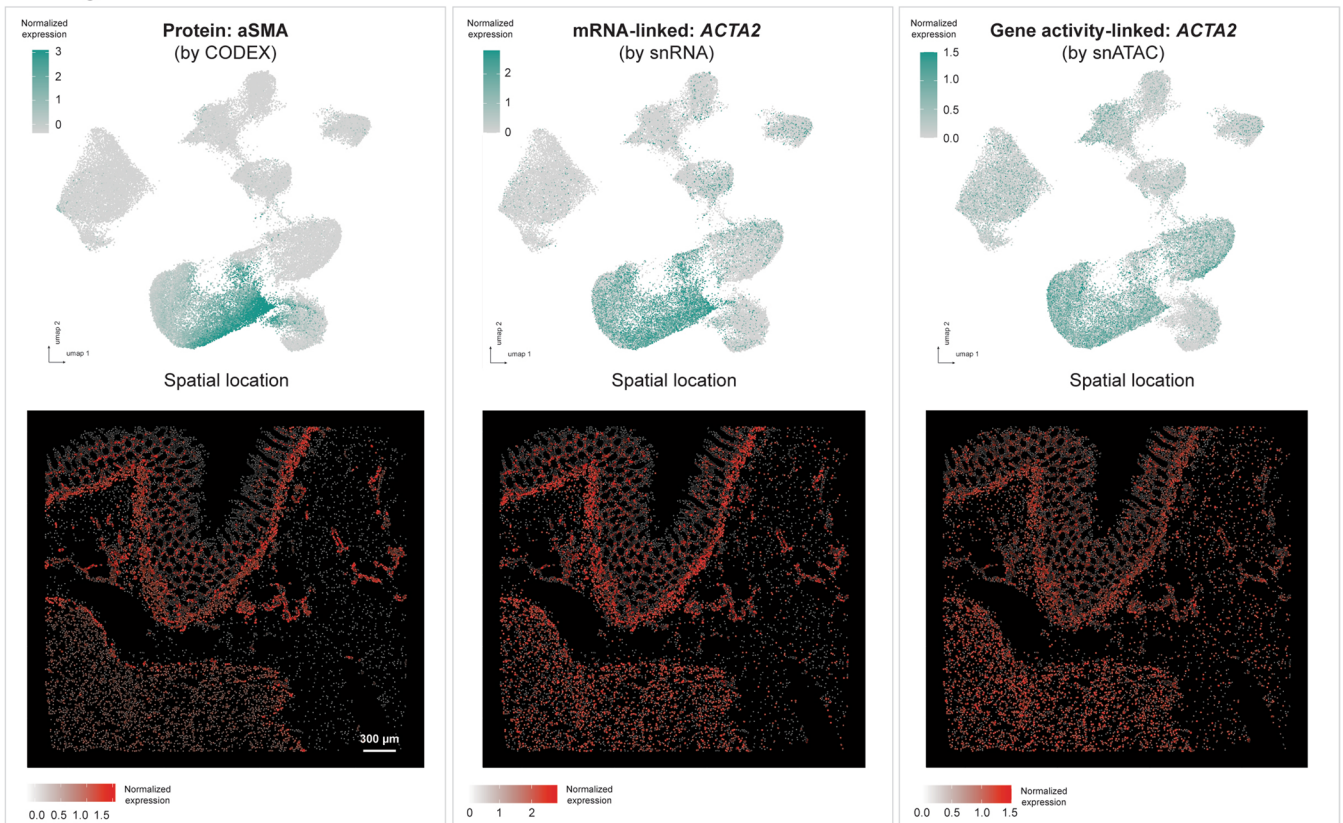 Normalized
expression
3
2
1
0
Protein: aSMA
(by CODEX)
umap 2
umap 1
Spatial location
300 µm
0.0 0.5 1.0 1.5
Normalized
expression
Normalized
expression
2
1
0
mRNA-linked: ACTA2
(by snRNA)
umap 2
umap 1
Spatial location
0 1 2
Normalized
expression
Normalized
expression
1.5
1.0
0.5
0.0
Gene activity-linked: ACTA2
(by snATAC)
umap 2
umap 1
Spatial location
0.0 0.5 1.0 1.5
Normalized
expression